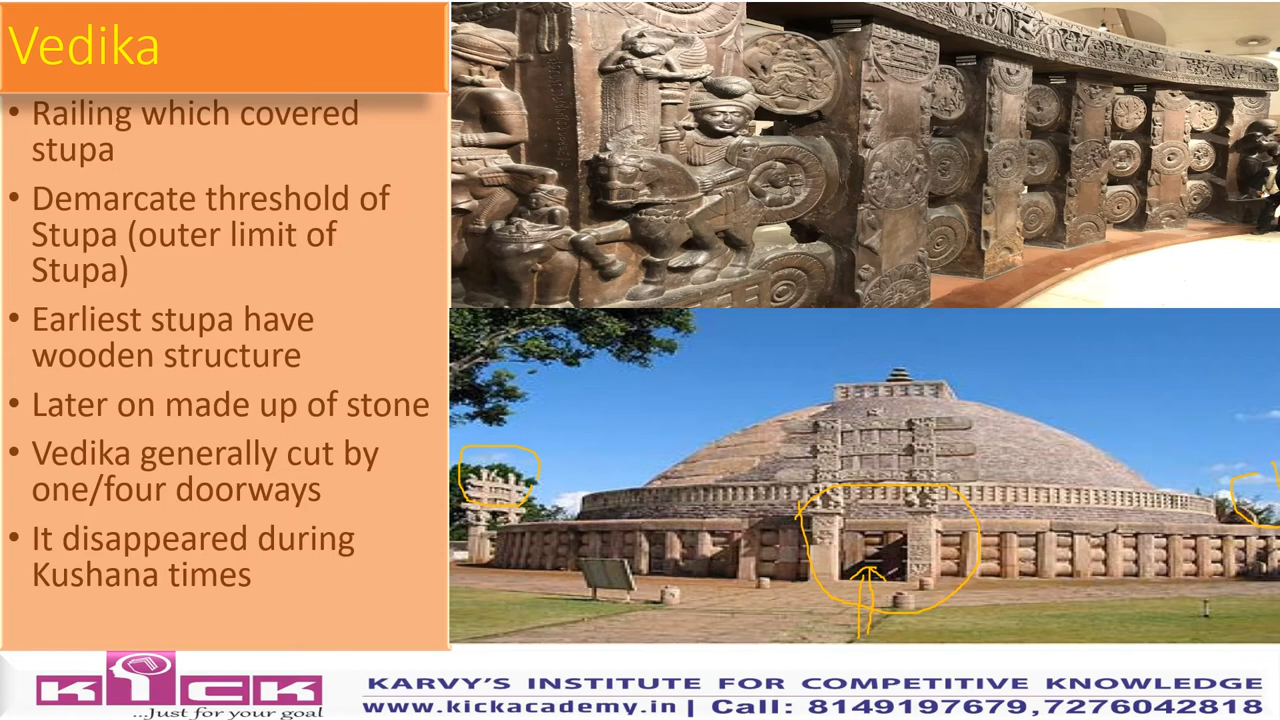 Vedika
• Railing which covered
stupa
• Demarcate threshold of
Stupa (outer limit of
Stupa)
• Earliest stupa have
wooden structure
• Later on made up of stone
• Vedika generally cut by
one/four doorways
• It disappeared during
Kushana times
KICK
...Just for your goal
KARVY'S INSTITUTE FOR COMPETITIVE KNOWLEDGE
www.kickacademy.in | Call: 8149197679,7276042818